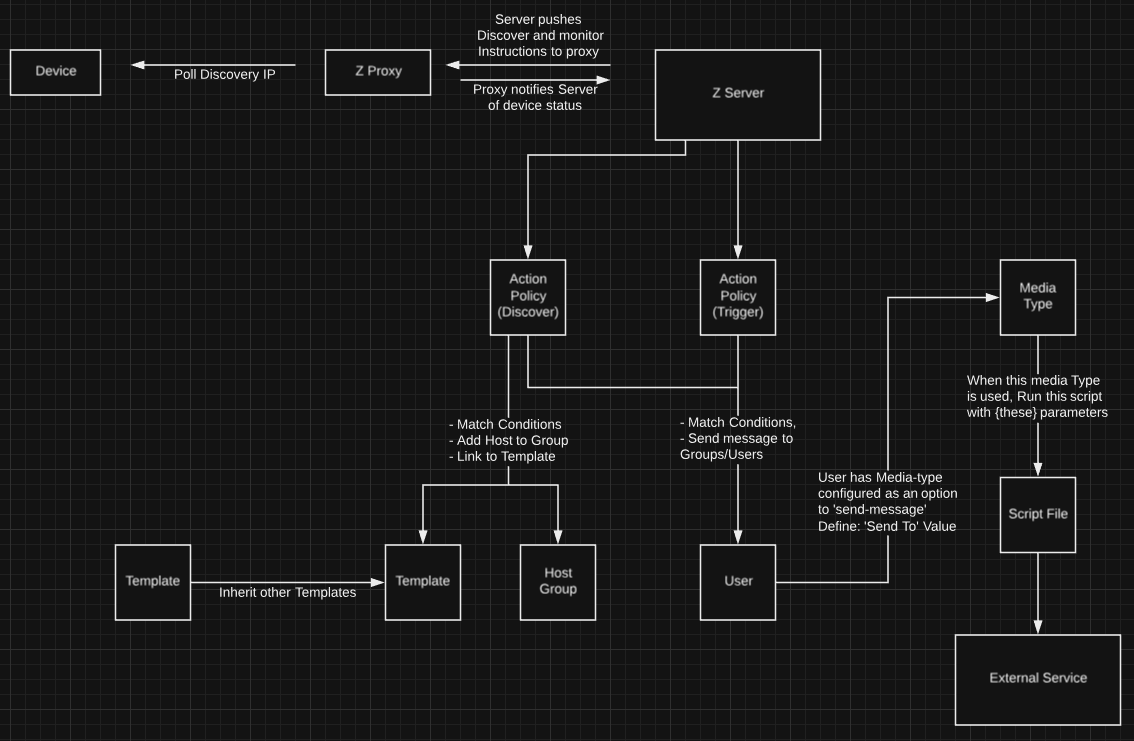 Server pushes
Discover and monitor
Instructions to proxy
Device
Poll Discovery IP
Z Proxy
Proxy notifies Server
of device status
Z Server
Action
Policy
(Discover)
Action
Policy
(Trigger)
Media
Type
When this media Type
is used, Run this script
with {these} parameters
- Match Conditions
- Add Host to Group
- Link to Template
- Match Conditions,
- Send message to
Groups/Users
User has Media-type
configured as an option
to 'send-message'
Define: 'Send To' Value
Script File
Template
Inherit other Templates
Template
Host
Group
User
External Service